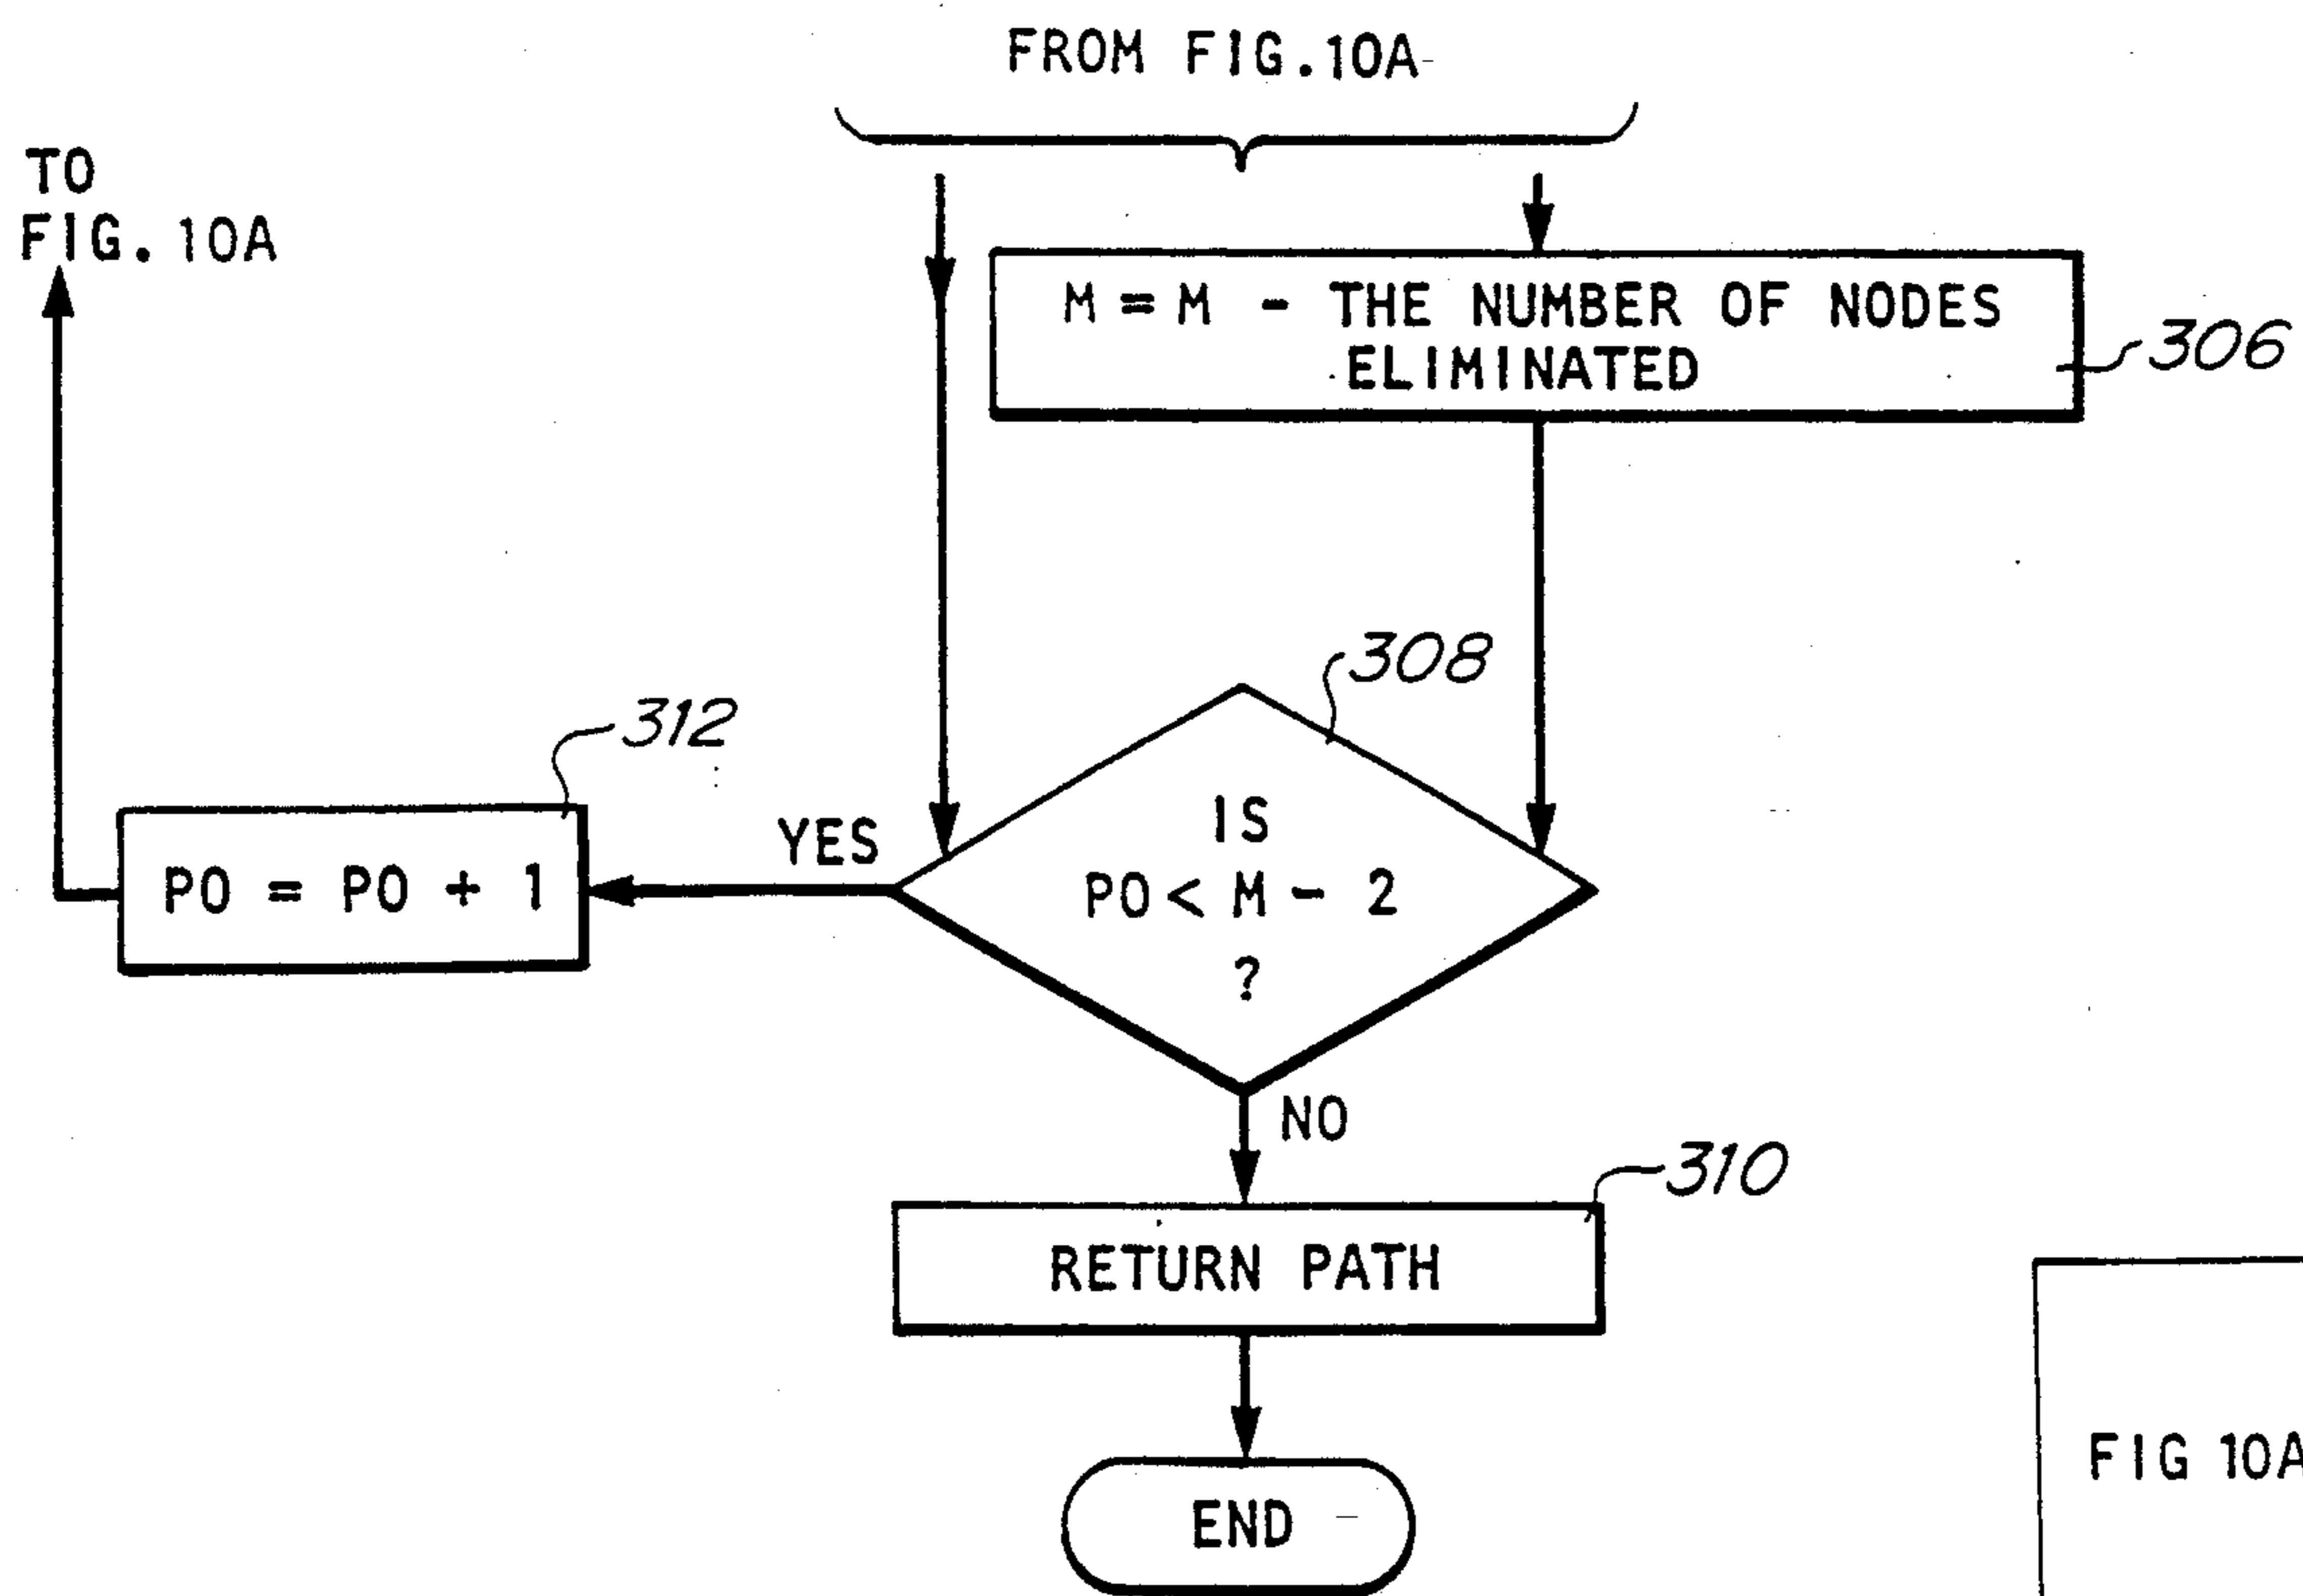 FROM FIG.10A
TO
FIG.10A
M = M - THE NUMBER OF NODES
ELIMINATED
306
308
312
IS
PO < M - 2
?
YES
PO = PO + 1
NO
310
RETURN PATH
FIG 10A
END